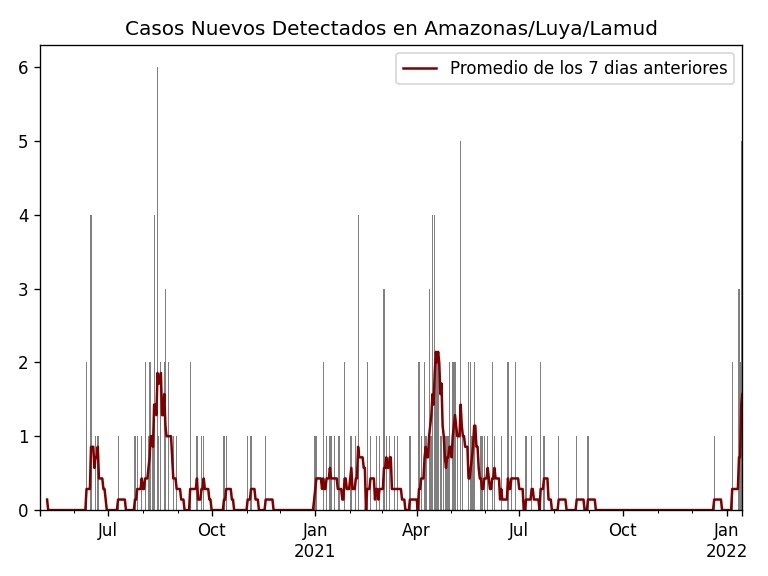 Casos Nuevos Detectados en Amazonas/Luya/Lamud
Promedio de los 7 dias anteriores
6
5
4
3
2
1
0
Jul Oct Jan Apr Jul Oct Jan
2021 2022